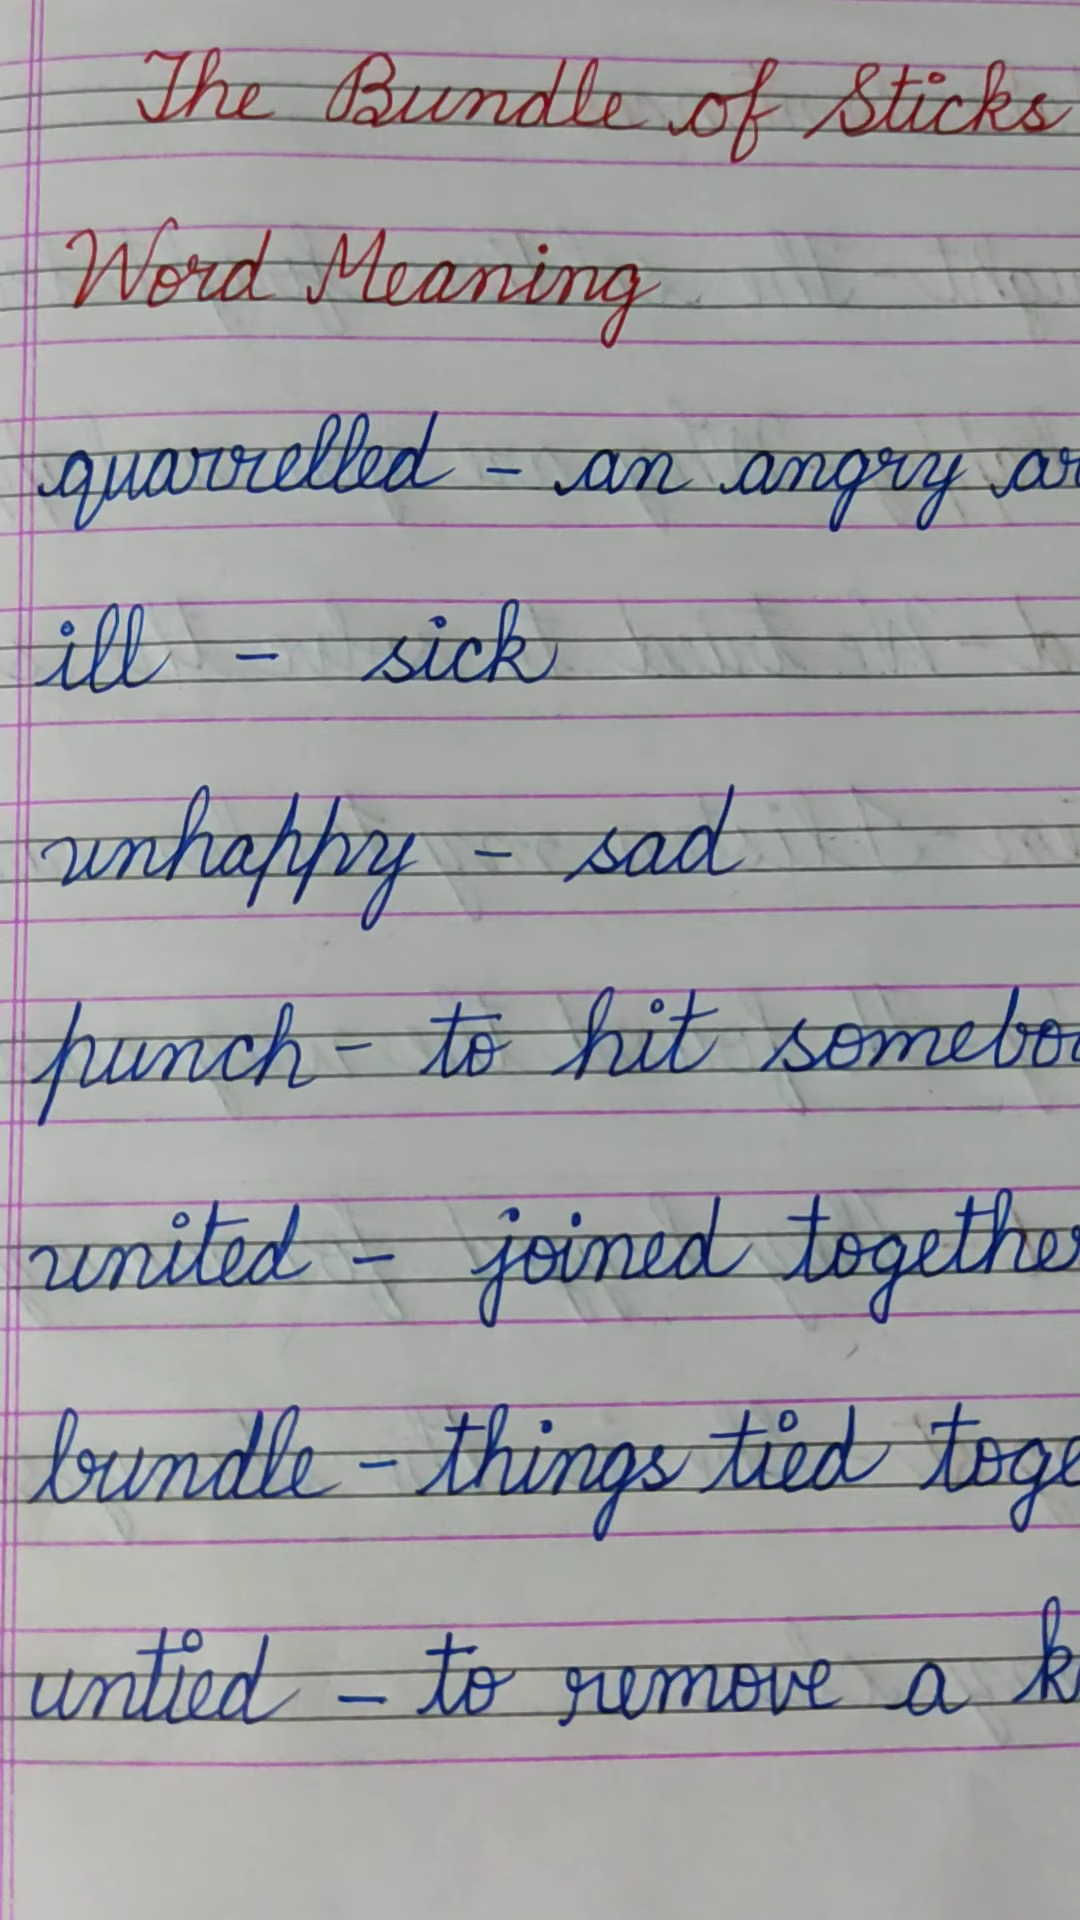 The Bundle of Sticks
Word Meaning
quarrelled - an angry
ill - sick
unhappy - sad
punch - to hit
united - joined together
bundle - things tied
untied - to remove a